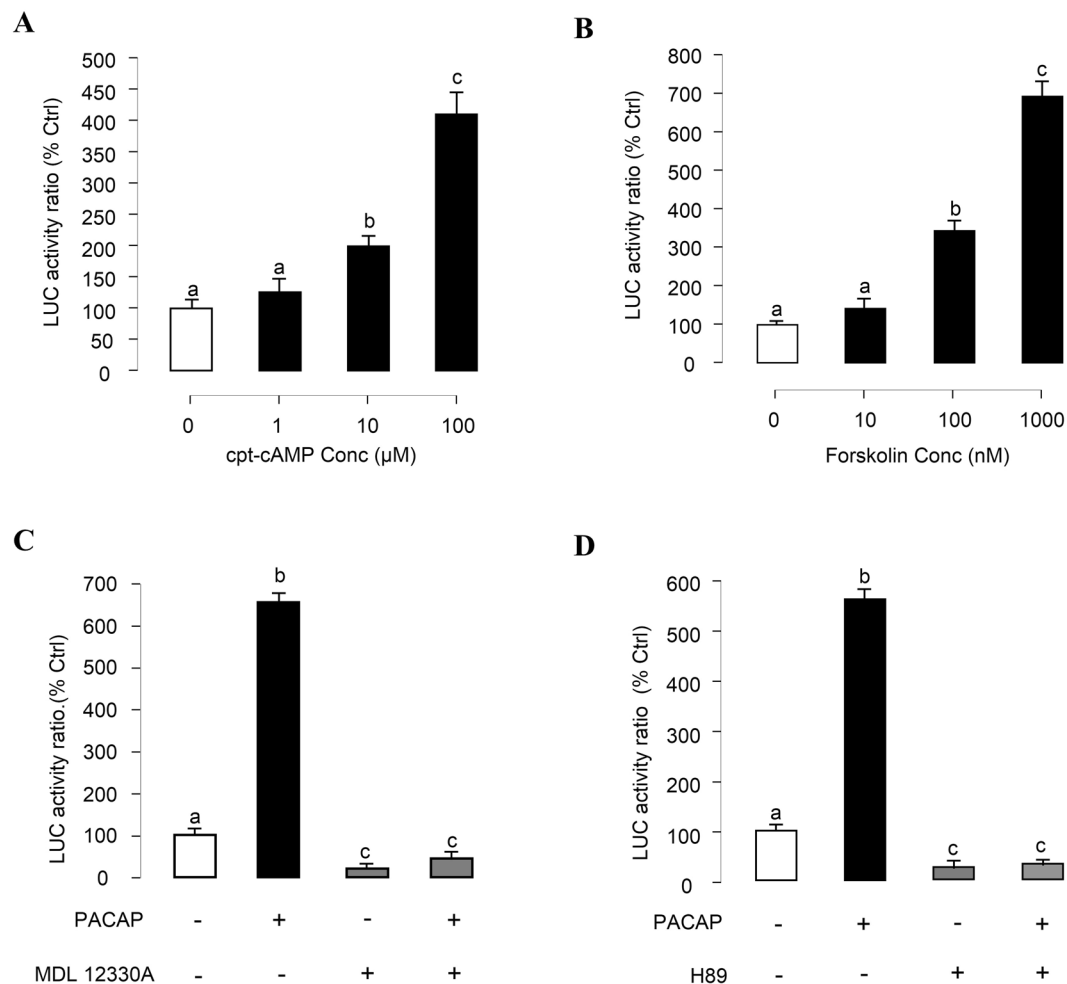 A
LUC activity ratio (% Ctrl)
500
450
400
350
300
250
200
150
100
50
0
a
a
b
c
0 1 10 100
cpt-cAMP Conc (µM)
B
LUC activity ratio (% Ctrl)
800
700
600
500
400
300
200
100
0
a
a
b
c
0 10 100 1000
Forskolin Conc (nM)
C
LUC activity ratio.(% Ctrl)
700
600
500
400
300
200
100
0
a
b
c
c
PACAP - + - +
MDL 12330A - - + +
D
LUC activity ratio (% Ctrl)
600
500
400
300
200
100
0
a
b
c
c
PACAP - + - +
H89 - - + +